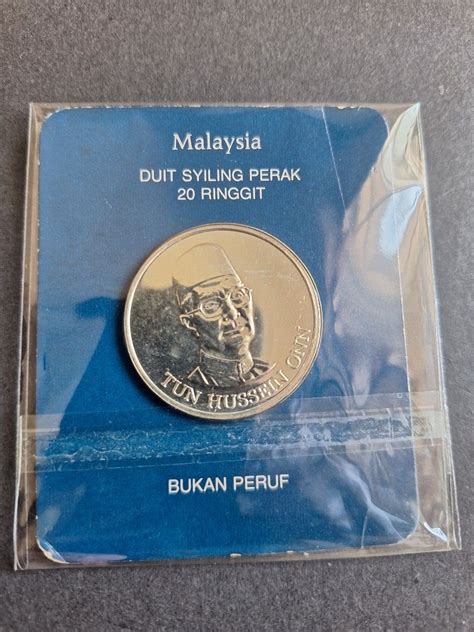 Malaysia
DUIT SYILING PERAK
20 RINGGIT
TUN HUSSEIN ONN
BUKAN PERUF